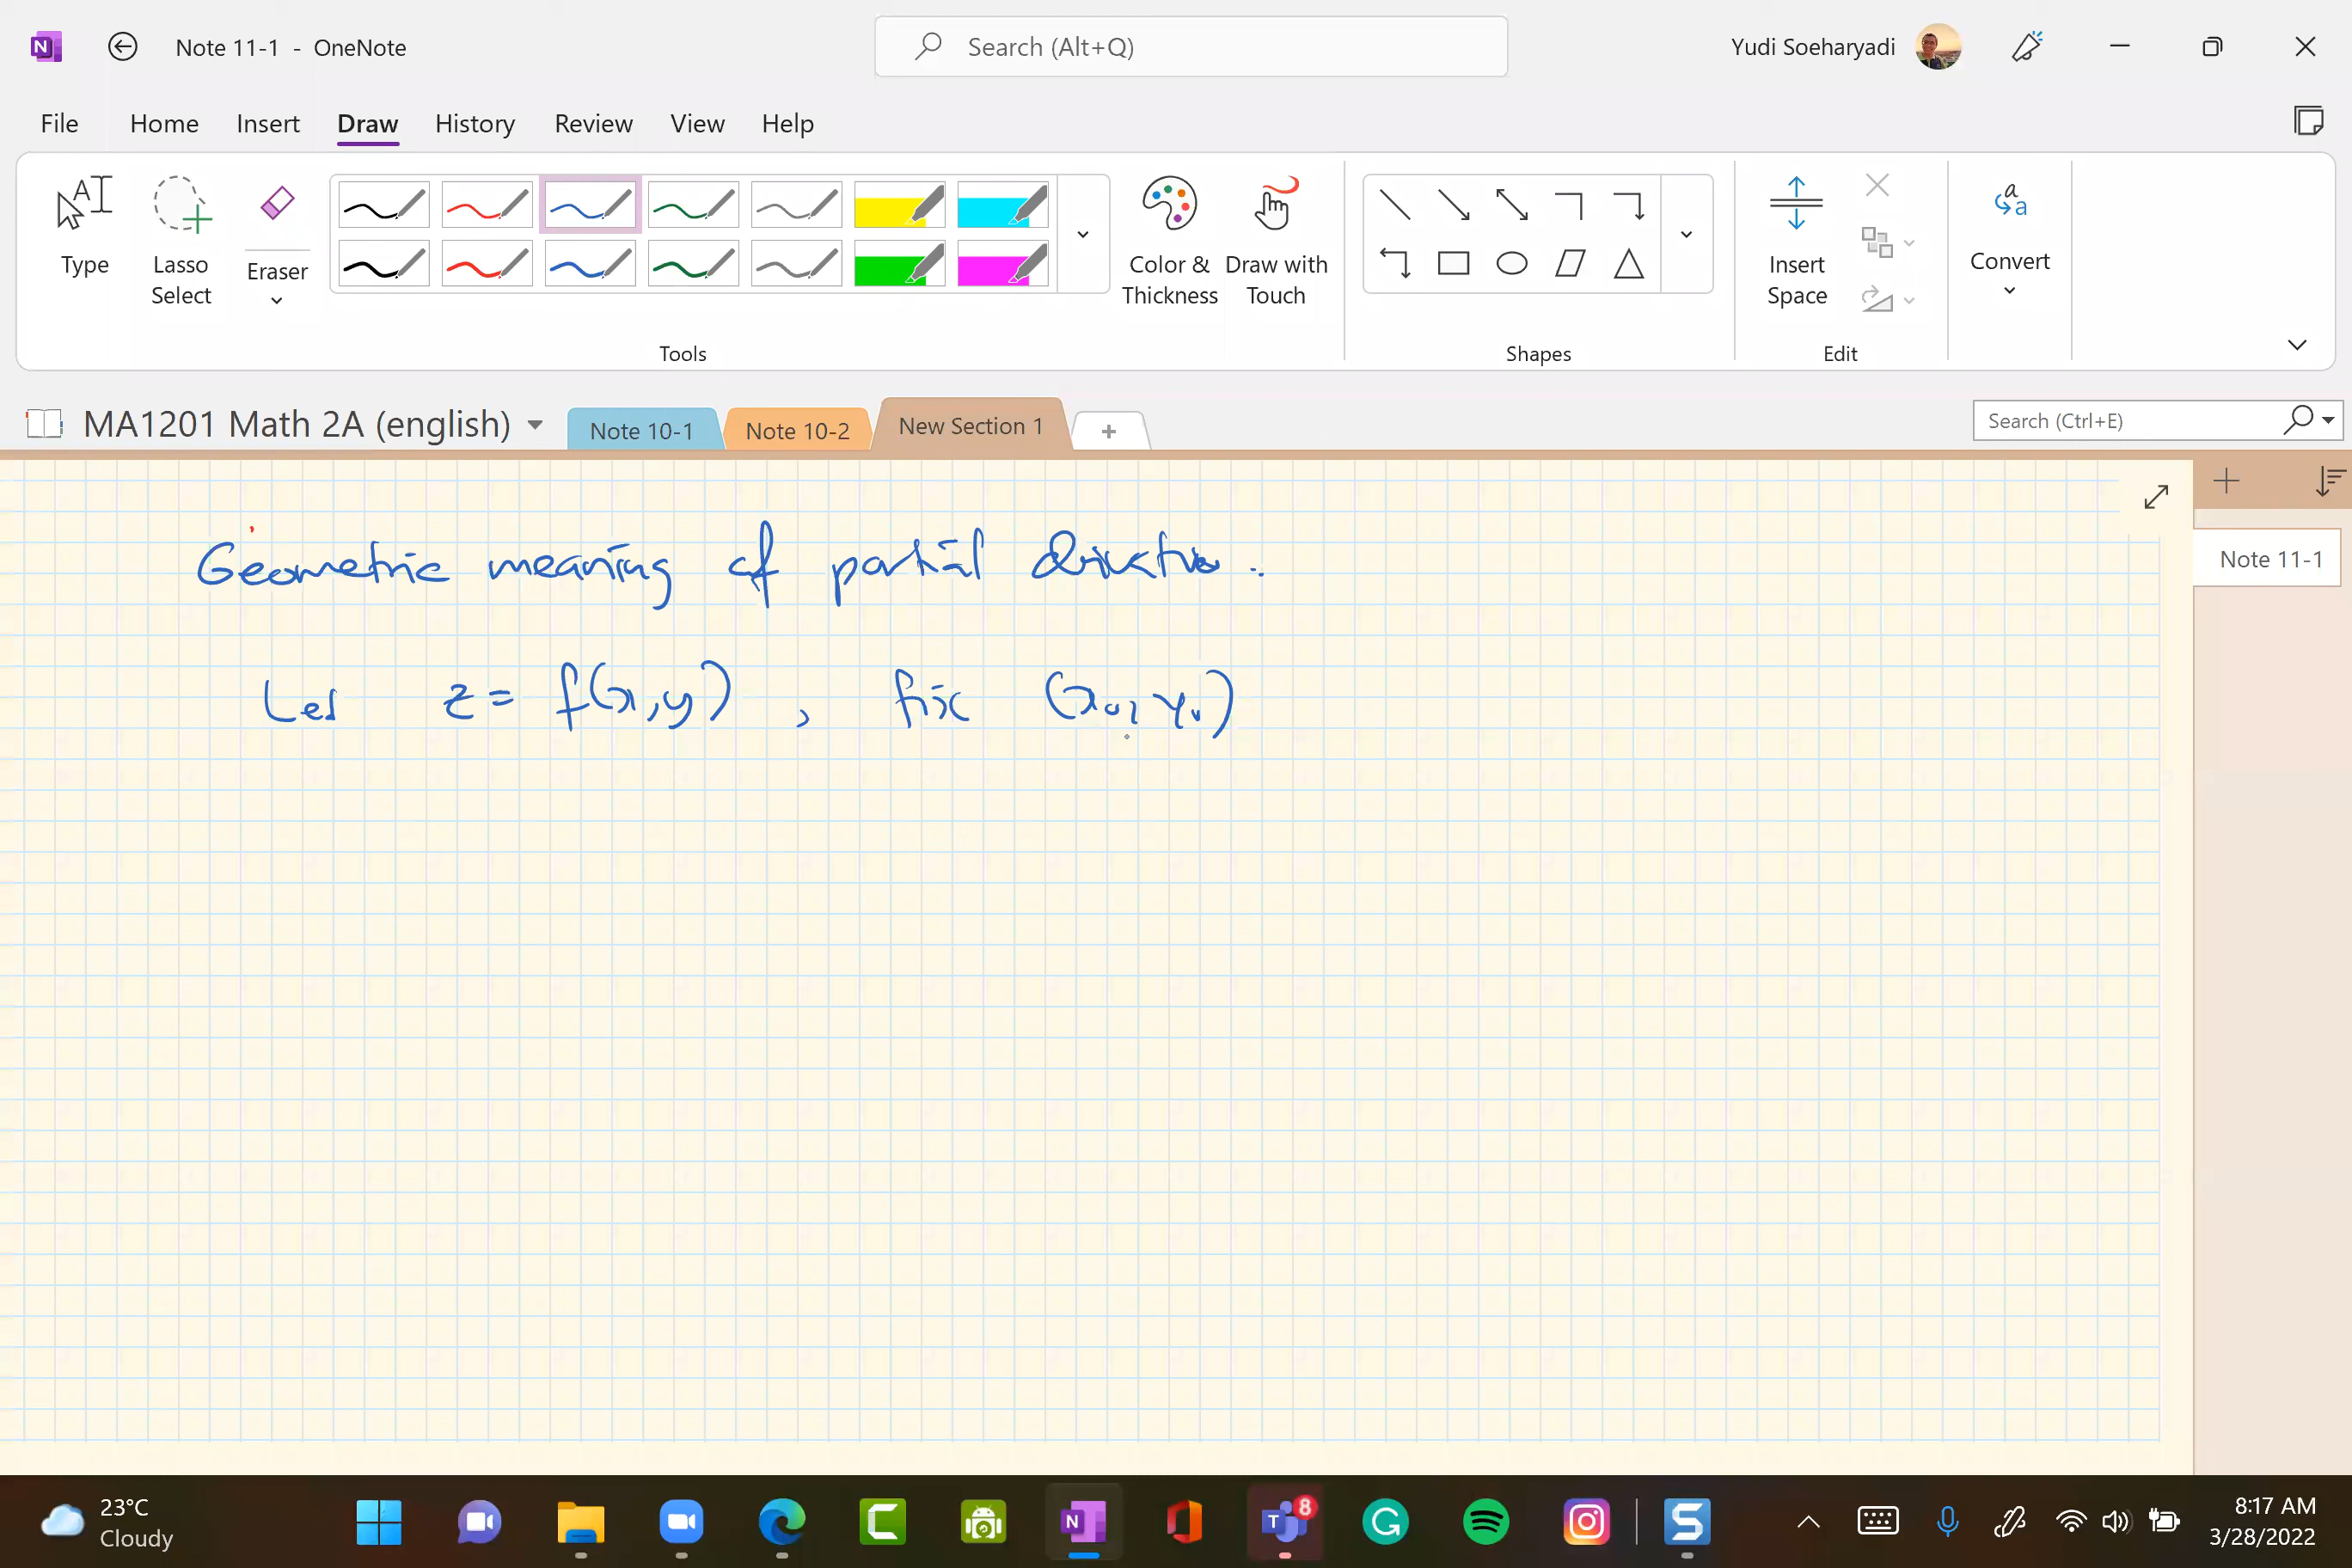 Note 11-1 - OneNote
Search (Alt+Q)
Yudi Soeharyadi
File Home Insert Draw History Review View Help
Type
Lasso Select
Eraser
Color & Thickness
Draw with Touch
Insert Space
Convert
Tools
Shapes
Edit
MA1201 Math 2A (english)
Note 10-1
Note 10-2
New Section 1
Search (Ctrl+E)
Note 11-1
Geometric meaning of partial derivative :
Let z = f(x,y) , fix (x₀, y₀)
23°C
Cloudy
8
8:17 AM
3/28/2022